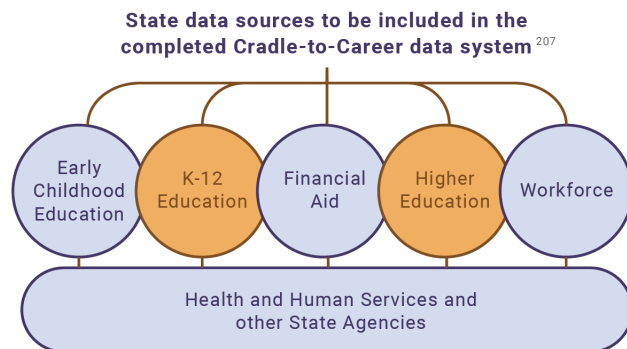 State data sources to be included in the
completed Cradle-to-Career data system 207
Early
Childhood
Education
K-12
Education
Financial
Aid
Higher
Education
Workforce
Health and Human Services and
other State Agencies